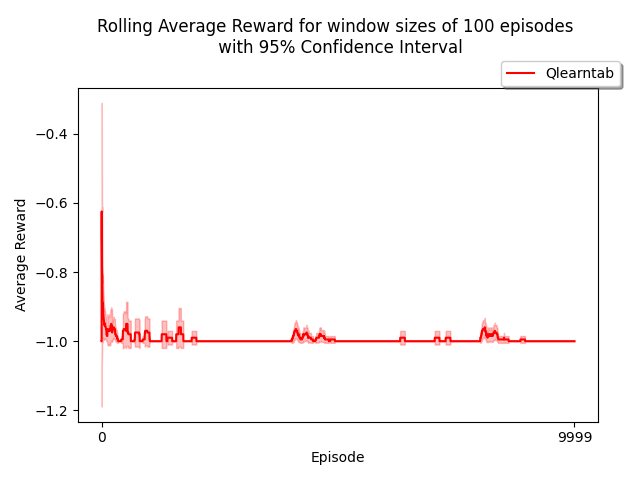 Rolling Average Reward for window sizes of 100 episodes
with 95% Confidence Interval
Qlearntab
−0.4
−0.6
−0.8
−1.0
−1.2
Average Reward
0
9999
Episode